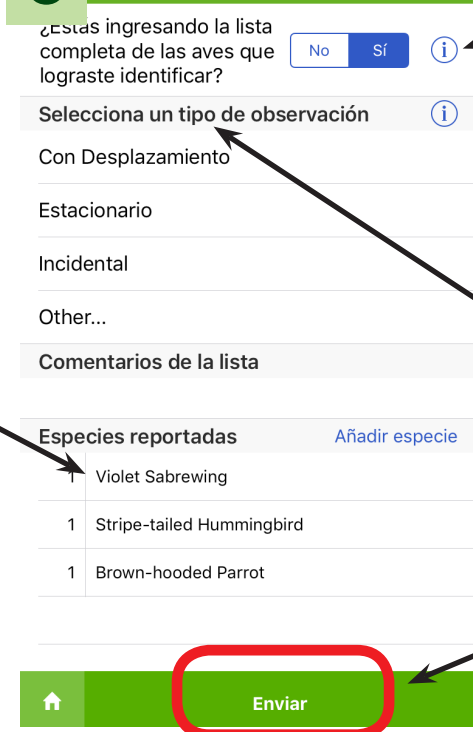 ¿Estás ingresando la lista
completa de las aves que
lograste identificar?
No Sí i
Selecciona un tipo de observación i
Con Desplazamiento
Estacionario
Incidental
Other...
Comentarios de la lista
Especies reportadas Añadir especie
1 Violet Sabrewing
1 Stripe-tailed Hummingbird
1 Brown-hooded Parrot
Enviar